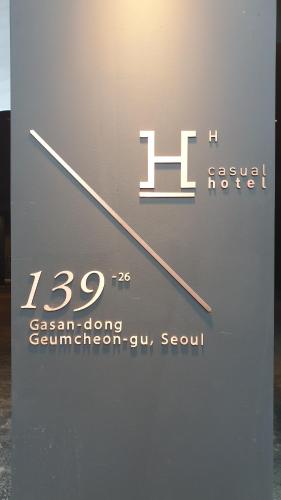 H H
casual
hotel
139 -26
Gasan-dong
Geumcheon-gu, Seoul